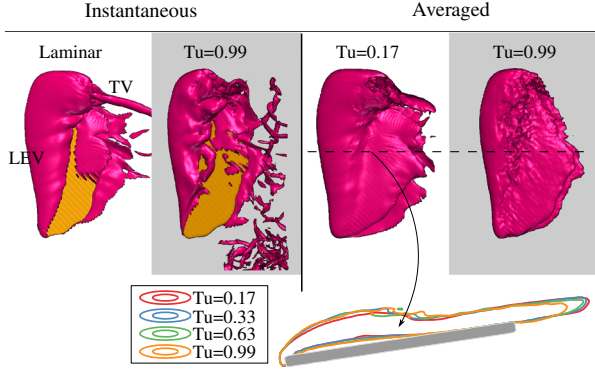 Instantaneous Averaged
Laminar Tu=0.99 Tu=0.17 Tu=0.99
TV
LEV
Tu=0.17
Tu=0.33
Tu=0.63
Tu=0.99